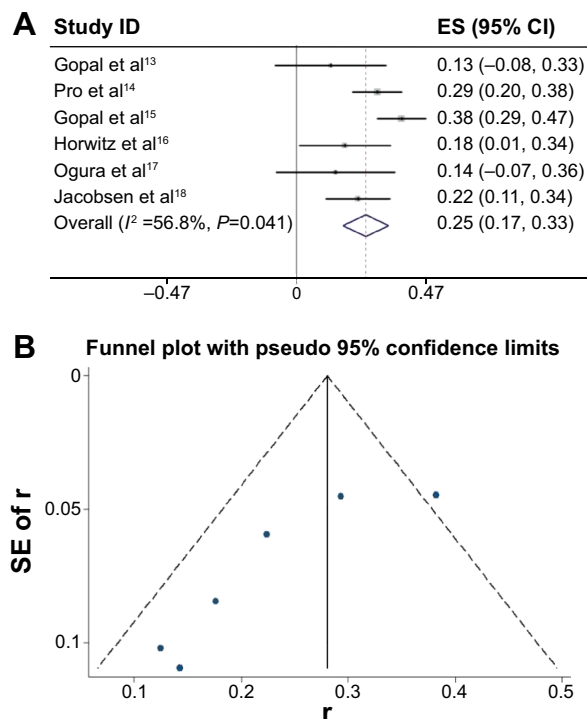 A Study ID ES (95% CI)
Gopal et al¹³ 0.13 (–0.08, 0.33)
Pro et al¹⁴ 0.29 (0.20, 0.38)
Gopal et al¹⁵ 0.38 (0.29, 0.47)
Horwitz et al¹⁶ 0.18 (0.01, 0.34)
Ogura et al¹⁷ 0.14 (–0.07, 0.36)
Jacobsen et al¹⁸ 0.22 (0.11, 0.34)
Overall (I² =56.8%, P=0.041) 0.25 (0.17, 0.33)
–0.47 0 0.47
B Funnel plot with pseudo 95% confidence limits
0
0.05
0.1
SE of r
0.1 0.2 0.3 0.4 0.5
r